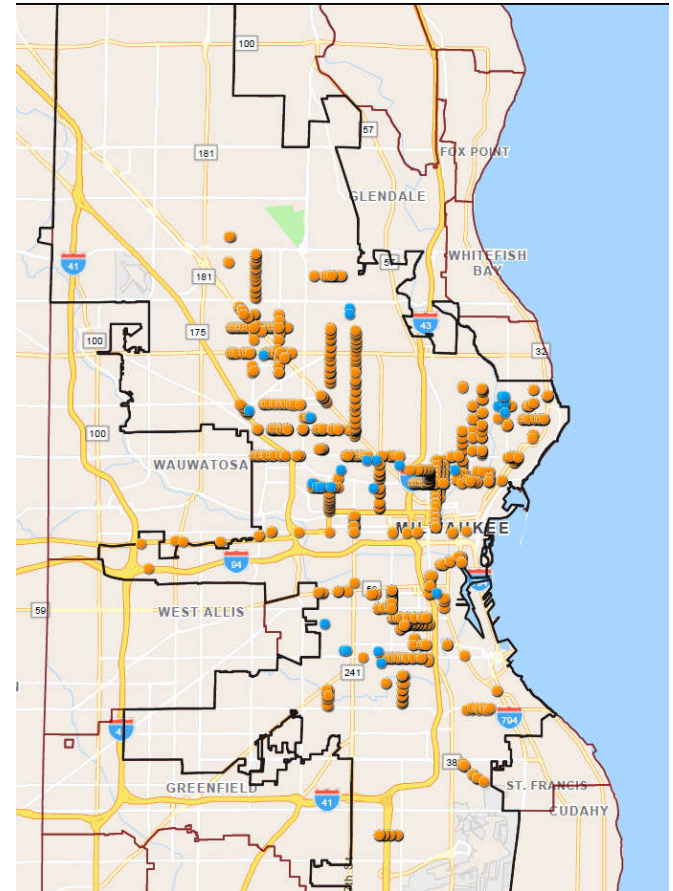 100
57
181
FOX POINT
GLENDALE
WHITEFISH
BAY
57
41
181
43
175
100
32
100
WAUWATOSA
MILWAUKEE
94
59
WEST ALLIS
241
794
38
ST. FRANCIS
GREENFIELD
41
CUDAHY